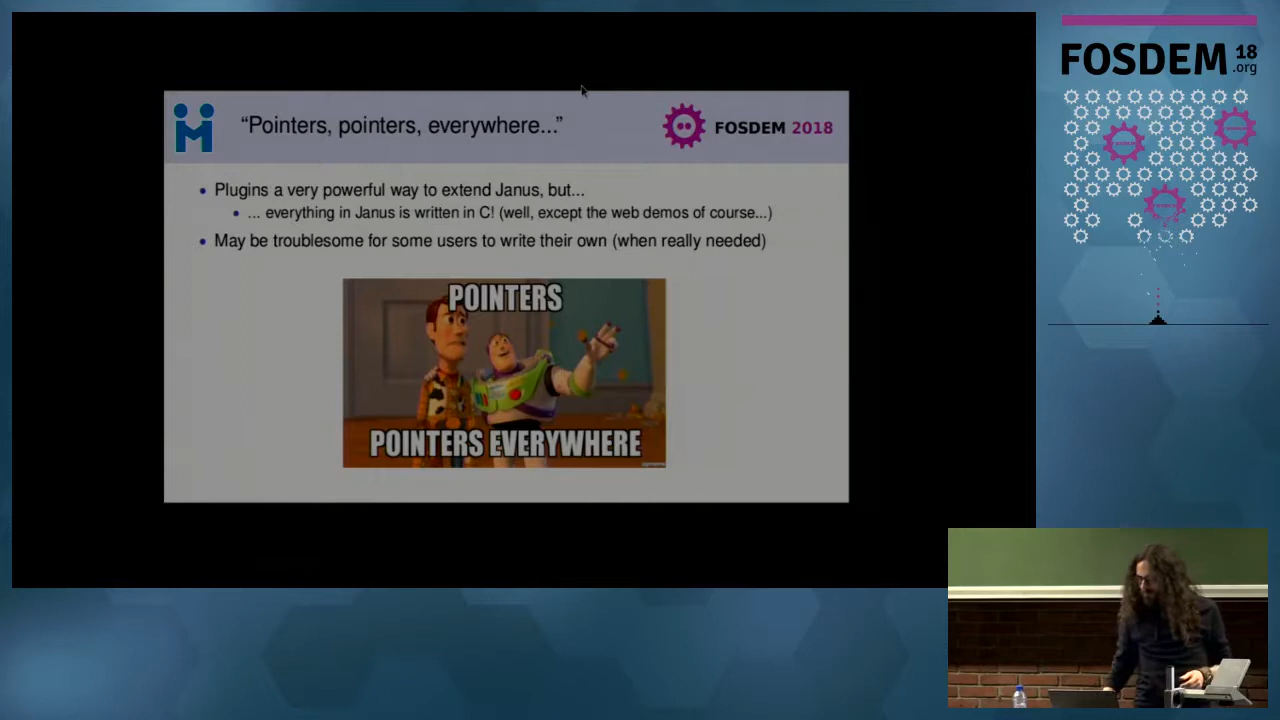 “Pointers, pointers, everywhere...”
FOSDEM 2018
Plugins a very powerful way to extend Janus, but...
... everything in Janus is written in C! (well, except the web demos of course...)
May be troublesome for some users to write their own (when really needed)
POINTERS
POINTERS EVERYWHERE
FOSDEM 18
.org